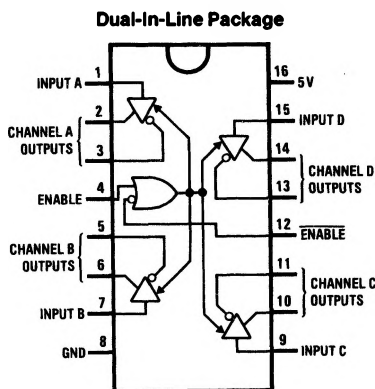 Dual-In-Line Package
1
INPUT A
2
CHANNEL A
OUTPUTS
3
4
ENABLE
5
CHANNEL B
OUTPUTS
6
7
INPUT B
8
GND
16
5V
15
INPUT D
14
CHANNEL D
OUTPUTS
13
12
ENABLE
11
CHANNEL C
OUTPUTS
10
9
INPUT C